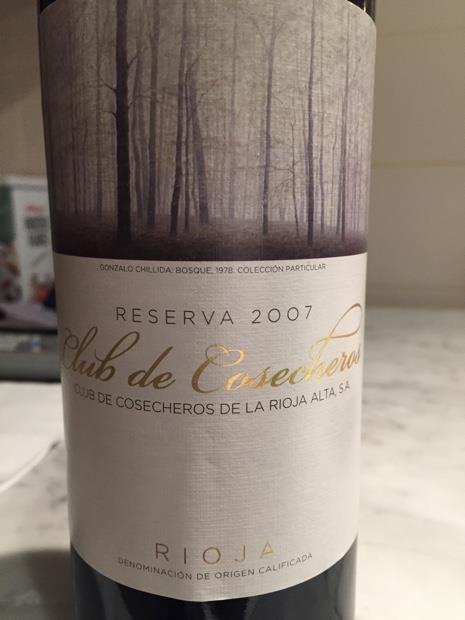 GONZALO CHILLIDA: BOSQUE, 1978. COLECCIÓN PARTICULAR
RESERVA 2007
Club de Cosecheros
CLUB DE COSECHEROS DE LA RIOJA ALTA, S.A.
RIOJA
DENOMINACIÓN DE ORIGEN CALIFICADA